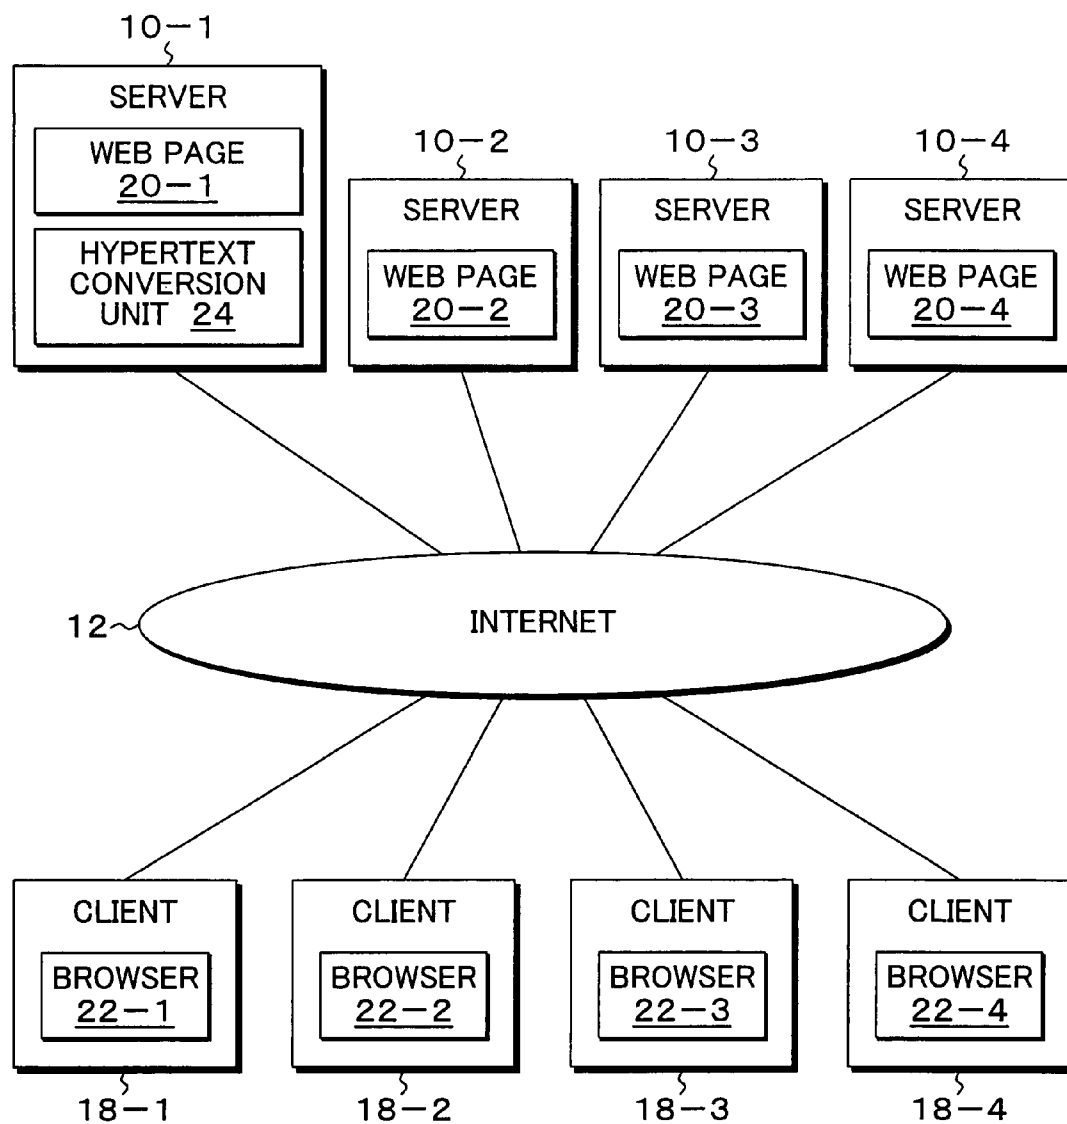 10-1
SERVER
WEB PAGE
20-1
HYPERTEXT
CONVERSION
UNIT 24
10-2
SERVER
WEB PAGE
20-2
10-3
SERVER
WEB PAGE
20-3
10-4
SERVER
WEB PAGE
20-4
12
INTERNET
CLIENT
BROWSER
22-1
18-1
CLIENT
BROWSER
22-2
18-2
CLIENT
BROWSER
22-3
18-3
CLIENT
BROWSER
22-4
18-4